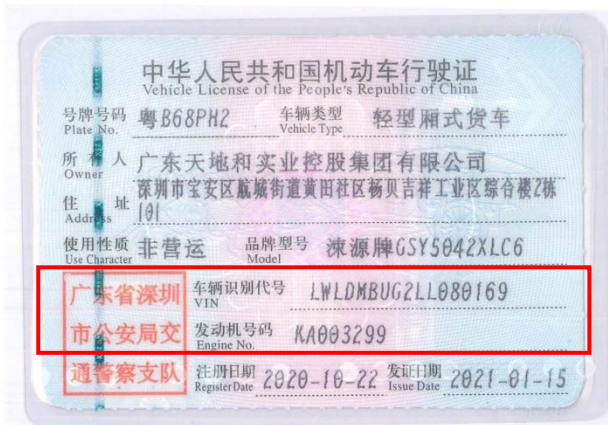 中华人民共和国机动车行驶证
Vehicle License of the People's Republic of China
号牌号码 粤B68PH2 车辆类型 轻型厢式货车
Plate No. Vehicle Type
所有人 广东天地和实业控股集团有限公司
Owner
住址 深圳市宝安区航城街道黄田社区杨贝吉祥工业区综合楼2栋
Address 101
使用性质 非营运 品牌型号 涞源牌GSY5042XLC6
Use Character Model
广东省深圳 车辆识别代号 LWLDMBUG2LL080169
VIN
市公安局交 发动机号码 KA003299
Engine No.
通警察支队 注册日期 2020-10-22 发证日期 2021-01-15
Register Date Issue Date